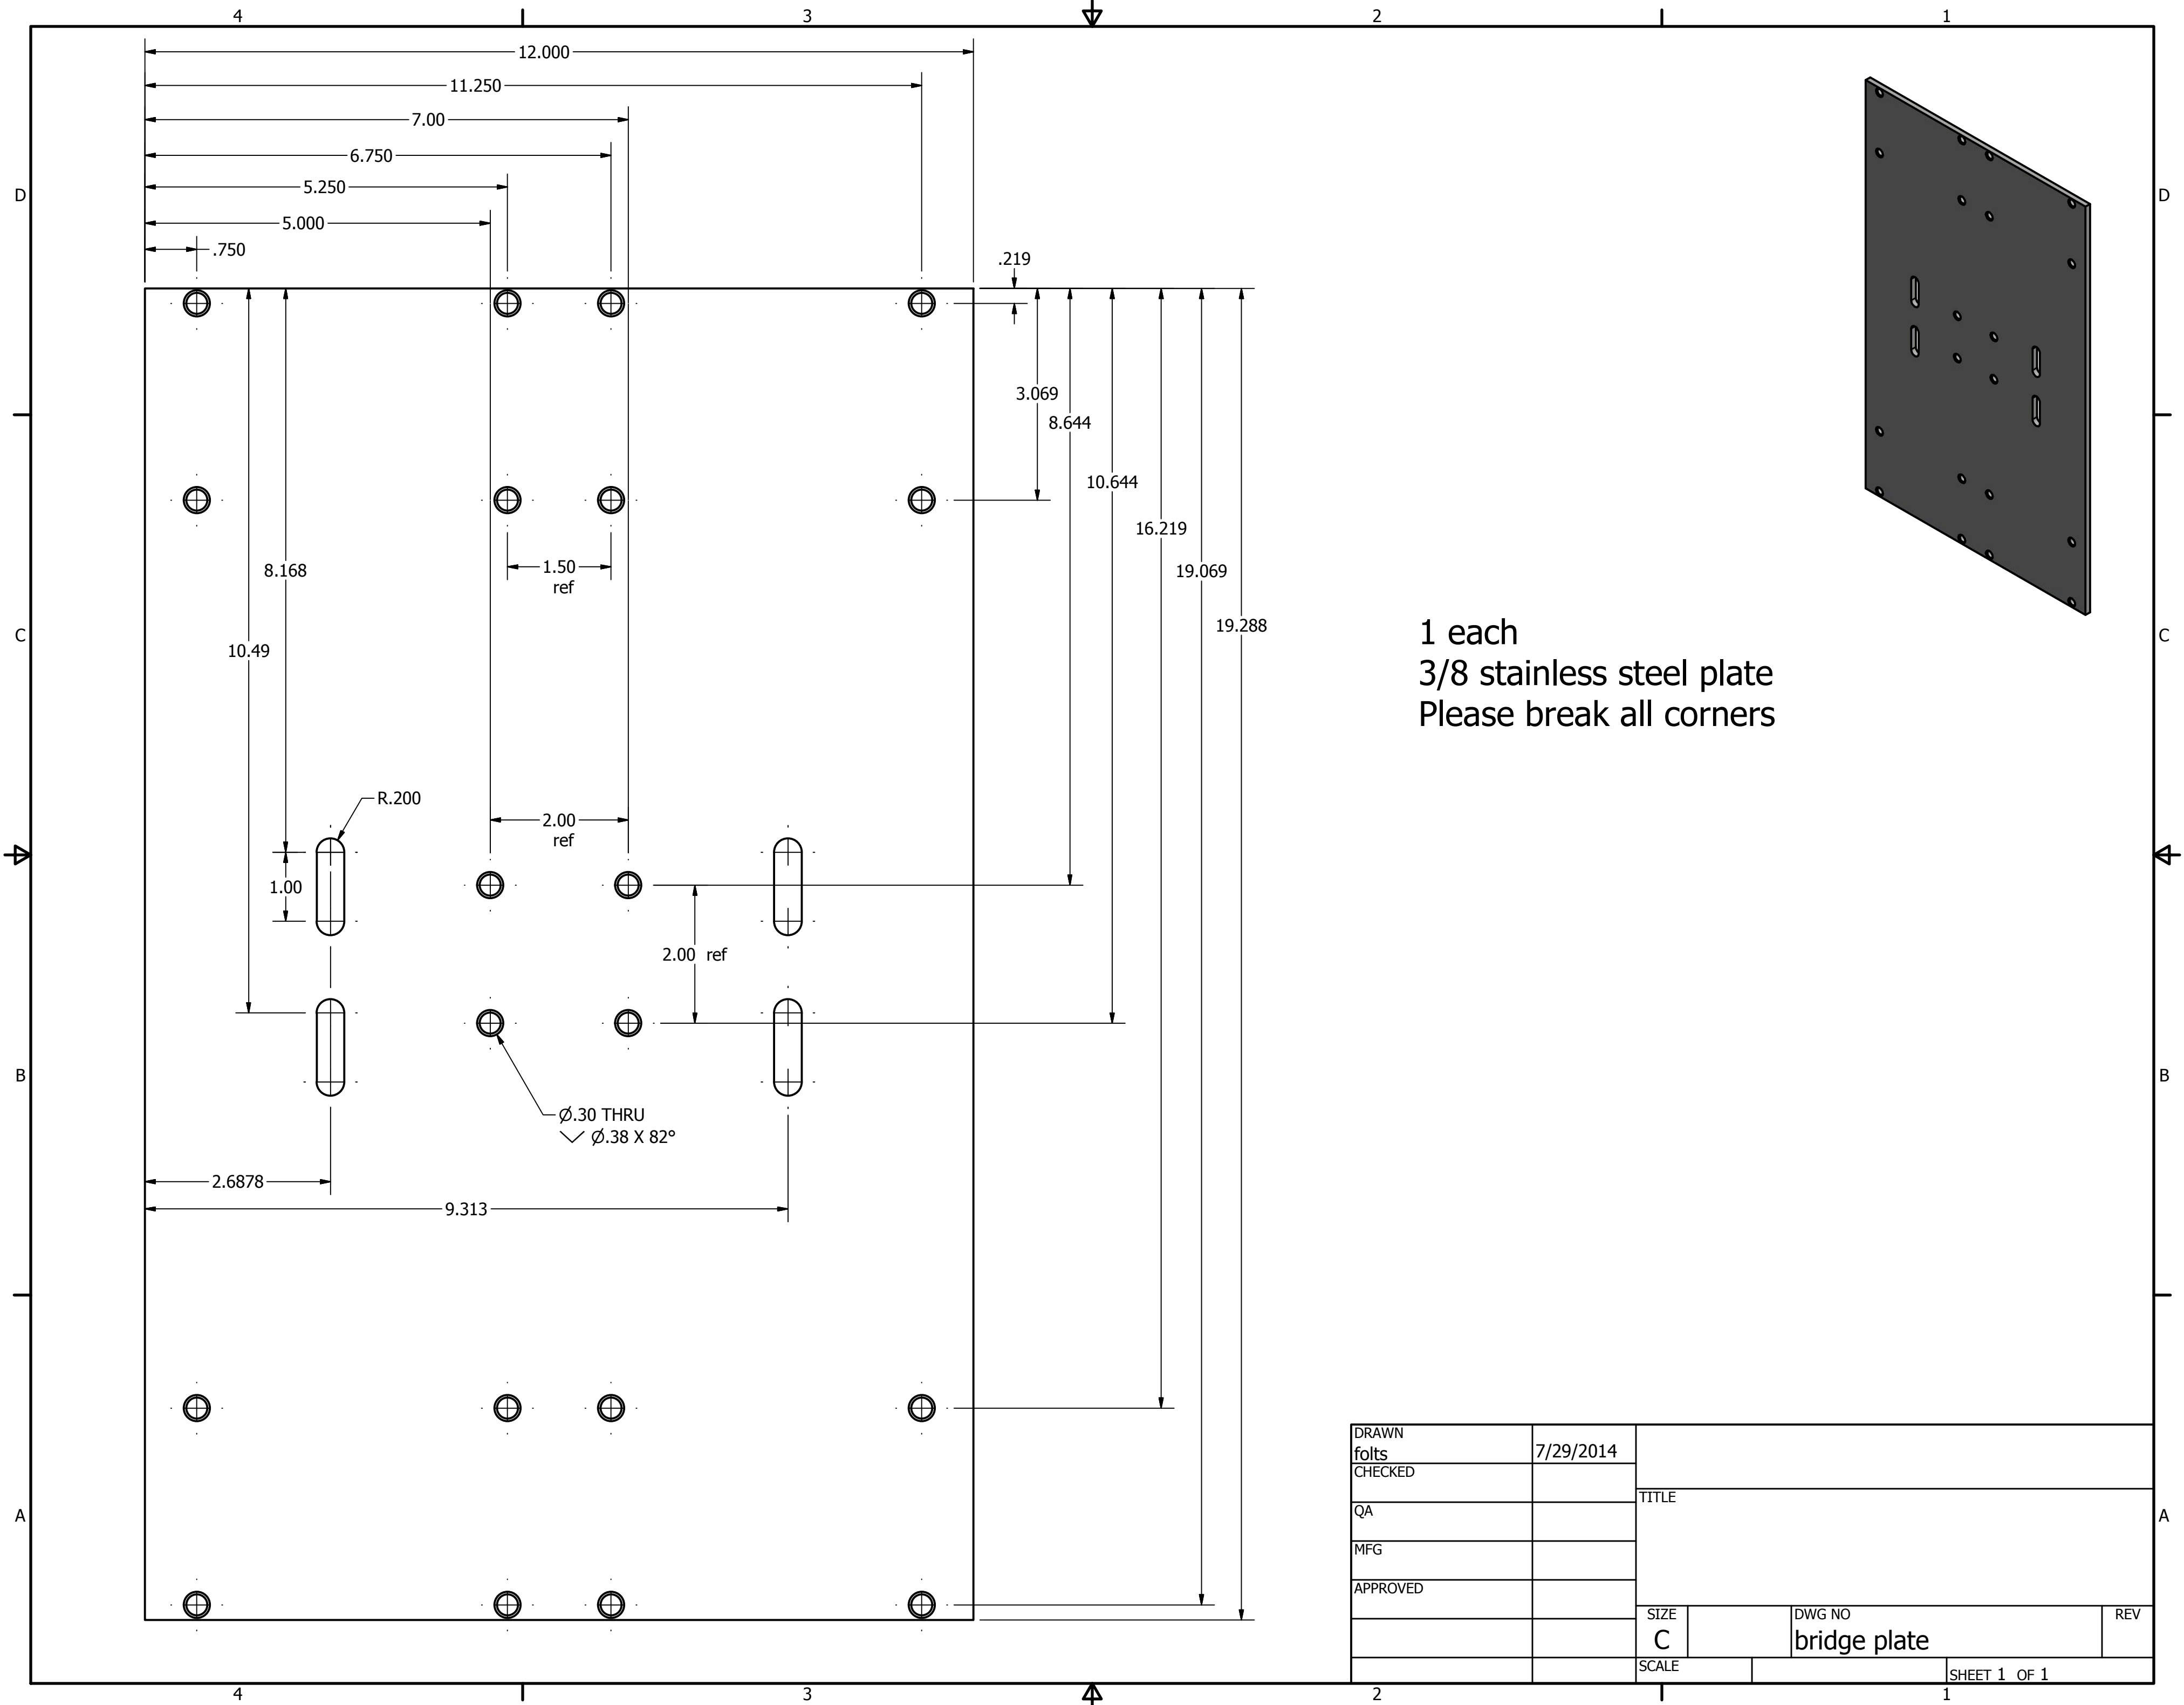 4 3 2 1
12.000
11.250
7.00
6.750
5.250
5.000
.750
D D
.219
3.069
8.644
10.644
16.219
19.069
19.288
1.50
ref
8.168
10.49
C C
1 each
3/8 stainless steel plate
Please break all corners
R.200
2.00
ref
1.00
2.00 ref
B B
Ø.30 THRU
Ø.38 X 82°
2.6878
9.313
A A
DRAWN
folts 7/29/2014
CHECKED
QA
MFG
APPROVED
TITLE
SIZE
C
DWG NO
bridge plate
REV
SCALE
SHEET 1 OF 1
4 3 2 1